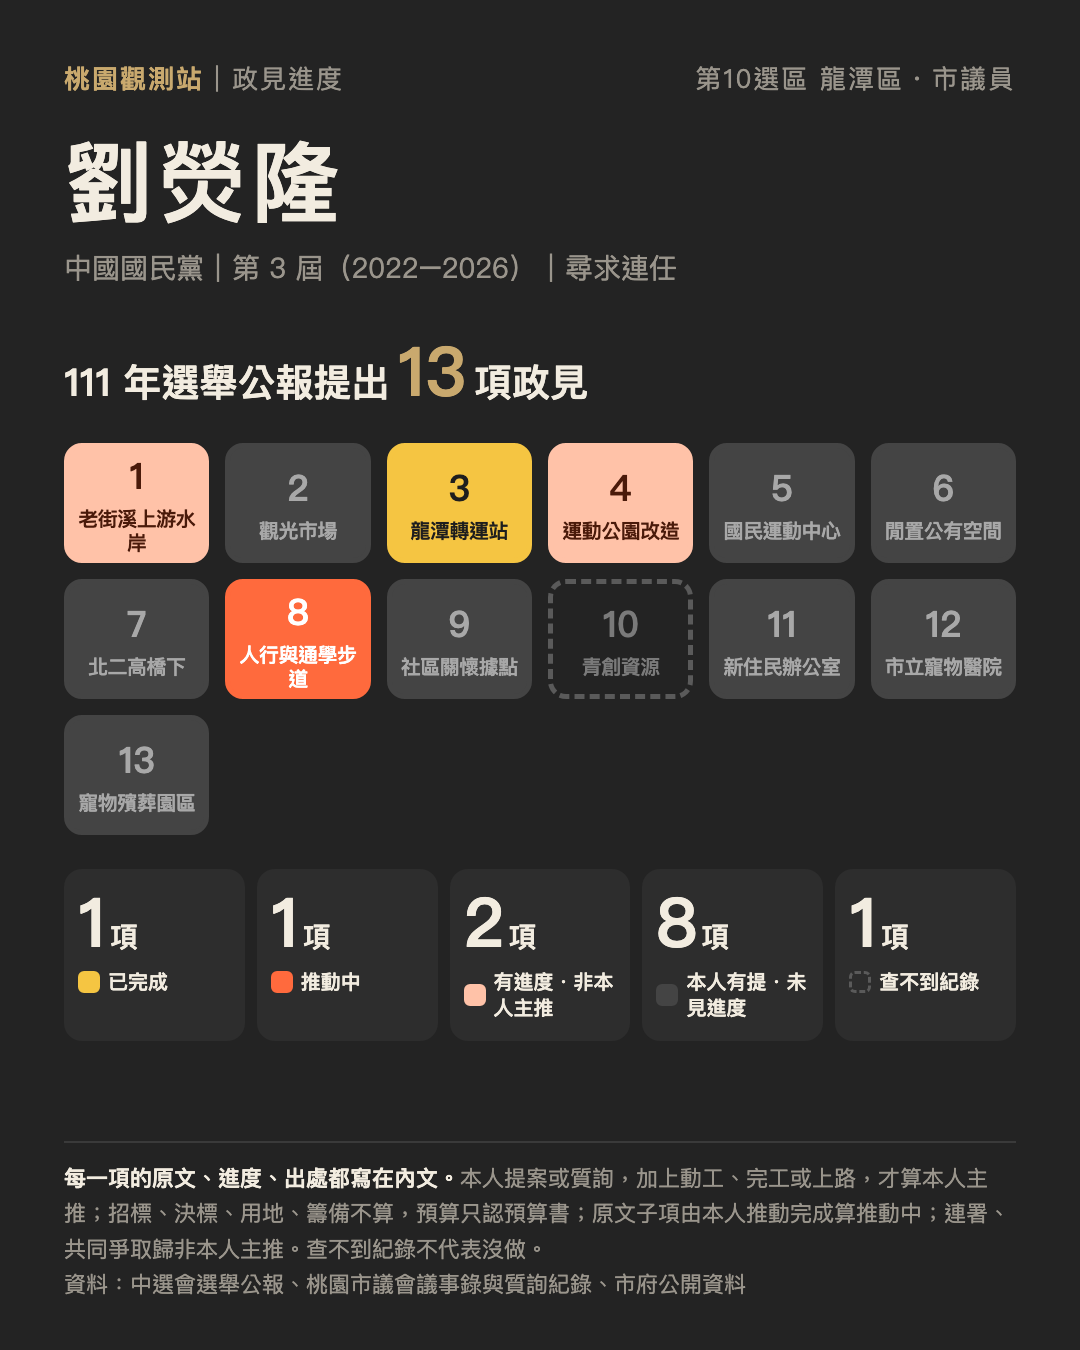 桃園觀測站｜政見進度
第10選區 龍潭區・市議員
劉熒隆
中國國民黨｜第 3 屆（2022—2026）｜尋求連任
111 年選舉公報提出 13 項政見
1
老街溪上游水
岸
2
觀光市場
3
龍潭轉運站
4
運動公園改造
5
國民運動中心
6
閒置公有空間
7
北二高橋下
8
人行與通學步
道
9
社區關懷據點
10
青創資源
11
新住民辦公室
12
市立寵物醫院
13
寵物殯葬園區
1項
已完成
1項
推動中
2項
有進度・非本
人主推
8項
本人有提・未
見進度
1項
查不到紀錄
每一項的原文、進度、出處都寫在內文。本人提案或質詢，加上動工、完工或上路，才算本人主
推；招標、決標、用地、籌備不算，預算只認預算書；原文子項由本人推動完成算推動中；連署、
共同爭取歸非本人主推。查不到紀錄不代表沒做。
資料：中選會選舉公報、桃園市議會議事錄與質詢紀錄、市府公開資料